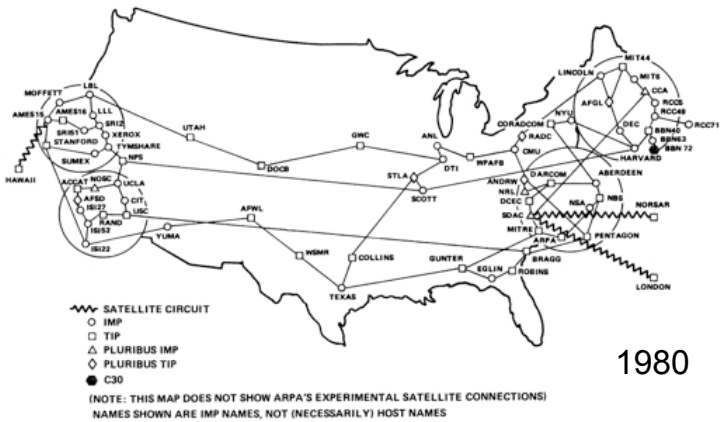 MIT44
LINCOLN
MIT6
CCA
LBL
MOFFETT
AFGL
RCC5
RCC49
RCC71
AMES15
AMES16
LLL
SRI2
SRI51
XEROX
STANFORD
TYMSHARE
SUMEX
NPS
HAWAII
UTAH
GWC
DOCB
ANL
DTI
WPAFB
STLA
SCOTT
CORADCOM
NYU
RADC
CMU
DEC
BBN40
BBN63
BBN 72
HARVARD
ACCAT
NOSC
UCLA
AFSD
ISI27
CIT
RAND
USC
ISI52
ISI22
YUMA
AFWL
WSMR
TEXAS
COLLINS
GUNTER
EGLIN
ROBINS
BRAGG
ANDRW
DARCOM
ABERDEEN
NRL
DCEC
NSA
NBS
SDAC
NORSAR
MITRE
ARPA
PENTAGON
LONDON
SATELLITE CIRCUIT
IMP
TIP
PLURIBUS IMP
PLURIBUS TIP
C30
1980
(NOTE: THIS MAP DOES NOT SHOW ARPA'S EXPERIMENTAL SATELLITE CONNECTIONS)
NAMES SHOWN ARE IMP NAMES, NOT (NECESSARILY) HOST NAMES